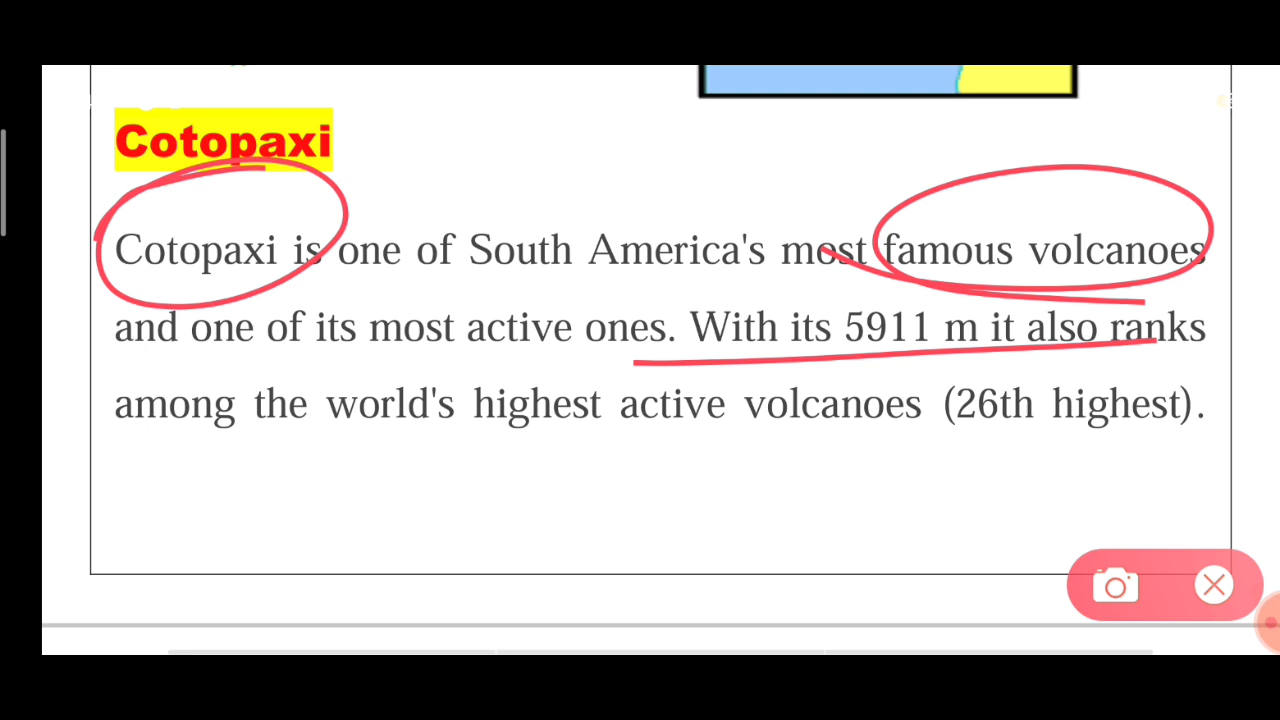 Cotopaxi
Cotopaxi is one of South America's most famous volcanoes
and one of its most active ones. With its 5911 m it also ranks
among the world's highest active volcanoes (26th highest).